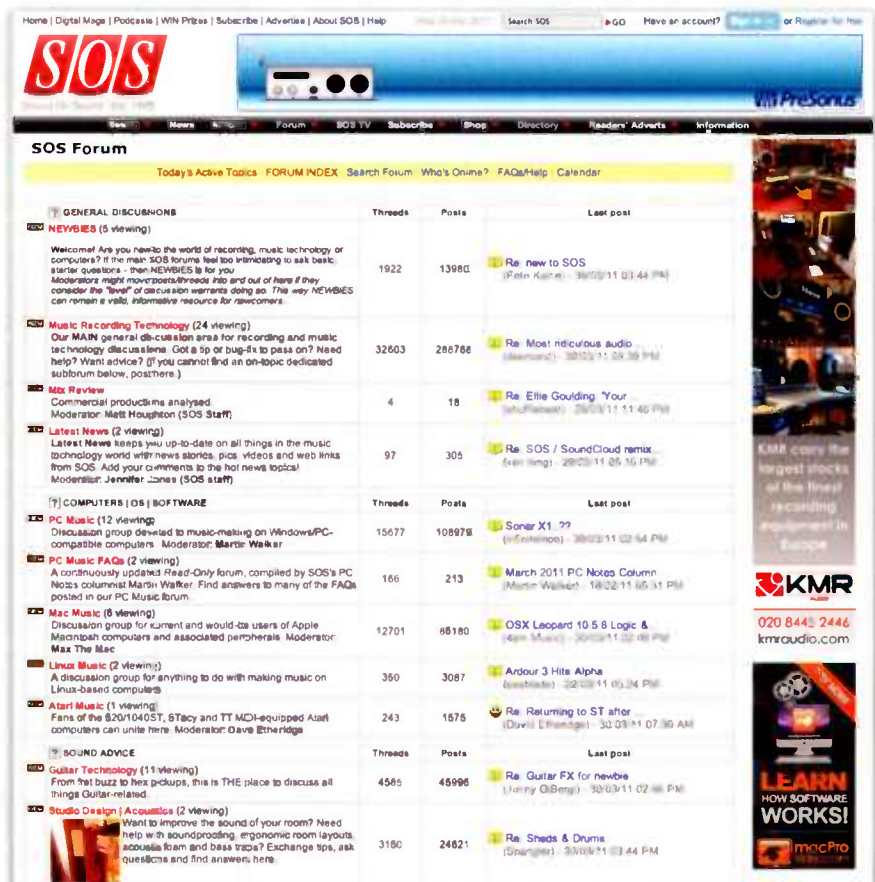 Home | Digital Mags | Podcasts | WIN Prizes | Subscribe | Advertise | About SOS | Help
Search SOS
GO
Have an account?
or Register for free
SOS
PreSonus
News
Forum
SOS TV
Subscribe
Shop
Directory
Readers' Adverts
Information
SOS Forum
Today's Active Topics FORUM INDEX Search Forum Who's Online? FAQs/Help Calendar
? GENERAL DISCUSSIONS Threads Posts Last post
NEWBIES (5 viewing)
Welcome! Are you new to the world of recording, music technology or
computers? If the main SOS forums feel too intimidating to ask basic,
starter questions - then NEWBIES is for you
Moderators might move posts/threads into and out of here if they
consider the "level" of discussion warrants doing so. This way NEWBIES
can remain a valid, informative resource for newcomers.
1922 13980
Re: new to SOS
03:44 PM
Music Recording Technology (24 viewing)
Our MAIN general discussion area for recording and music
technology discussions. Got a tip or bug-fix to pass on? Need
help? Want advice? (If you cannot find an on-topic dedicated
subforum below, post here.)
32603 288768
Re: Most ridiculous audio ...
Mix Review
Commercial productions analysed.
Moderator: Matt Houghton (SOS Staff)
4 18
Re: Ellie Goulding: 'Your ...
11:40 PM
Latest News (2 viewing)
Latest News keeps you up-to-date on all things in the music
technology world with news stories, pics, videos and web links
from SOS. Add your comments to the hot news topics!
Moderator: Jennifer Jones (SOS staff)
97 305
Re: SOS / SoundCloud remix...
? COMPUTERS | OS | SOFTWARE Threads Posts Last post
PC Music (12 viewing)
Discussion group devoted to music-making on Windows/PC-
compatible computers. Moderator: Martin Walker
15677 108979
Sonar X1..??
PC Music FAQs (2 viewing)
A continuously updated Read-Only forum, compiled by SOS's PC
Notes columnist Martin Walker. Find answers to many of the FAQs
posted in our PC Music forum.
166 213
March 2011 PC Notes Column
Mac Music (6 viewing)
Discussion group for current and would-be users of Apple
Macintosh computers and associated peripherals. Moderator:
Max The Mac
12701 86180
OSX Leopard 10.5.8 Logic & ...
Linux Music (2 viewing)
A discussion group for anything to do with making music on
Linux-based computers
350 3087
Ardour 3 Hits Alpha
Atari Music (1 viewing)
Fans of the 520/1040ST, STacy and TT MIDI-equipped Atari
computers can unite here. Moderator: Dave Etheridge
243 1575
Re: Returning to ST after ...
? SOUND ADVICE Threads Posts Last post
Guitar Technology (11 viewing)
From fret buzz to hex pickups, this is THE place to discuss all
things Guitar-related.
4585 45996
Re: Guitar FX for newbie
Studio Design | Acoustics (2 viewing)
Want to improve the sound of your room? Need
help with soundproofing, ergonomic room layouts,
acoustic foam and bass traps? Exchange tips, ask
questions and find answers here.
3150 24621
Re: Sheds & Drums
03:44 PM
KMR carry the
largest stocks
of the finest
recording
equipment in
Europe
KMR
AUDIO
020 8445 2446
kmraudio.com
LEARN
HOW SOFTWARE
WORKS!
macPro